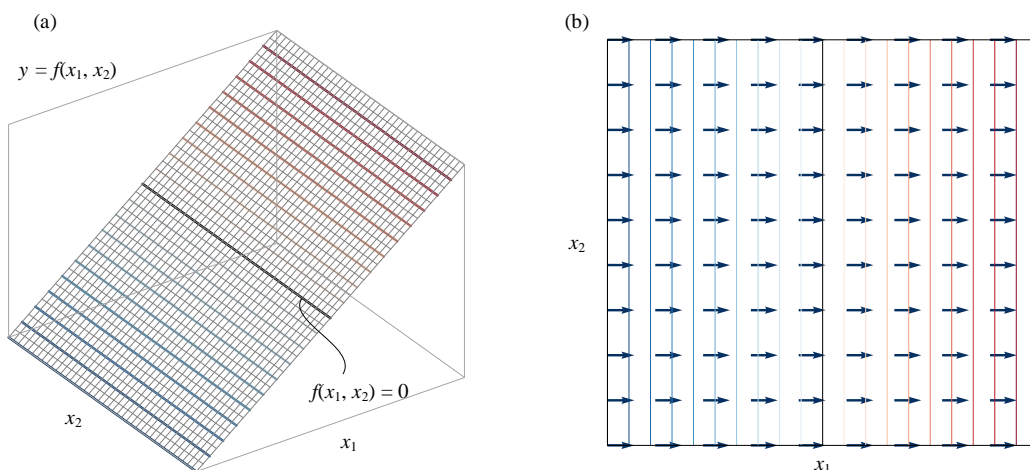 (a)
y = f(x₁, x₂)
f(x₁, x₂) = 0
x₂
x₁
(b)
x₂
x₁